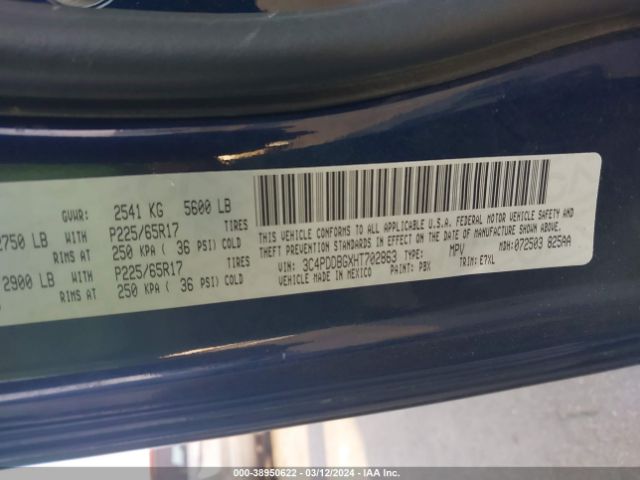 GVWR: 2541 KG 5600 LB
2750 LB WITH P225/65R17 TIRES
RIMS AT 250 KPA ( 36 PSI) COLD
2900 LB WITH P225/65R17 TIRES
RIMS AT 250 KPA ( 36 PSI) COLD
THIS VEHICLE CONFORMS TO ALL APPLICABLE U.S.A. FEDERAL MOTOR VEHICLE SAFETY AND
THEFT PREVENTION STANDARDS IN EFFECT ON THE DATE OF MANUFACTURE SHOWN ABOVE.
VIN: 3C4PDDBGXHT702863 TYPE: MPV MDH: 072503 825AA
VEHICLE MADE IN MEXICO PAINT: PBX TRIM: E7XL
000-38950622 - 03/12/2024 - IAA Inc.